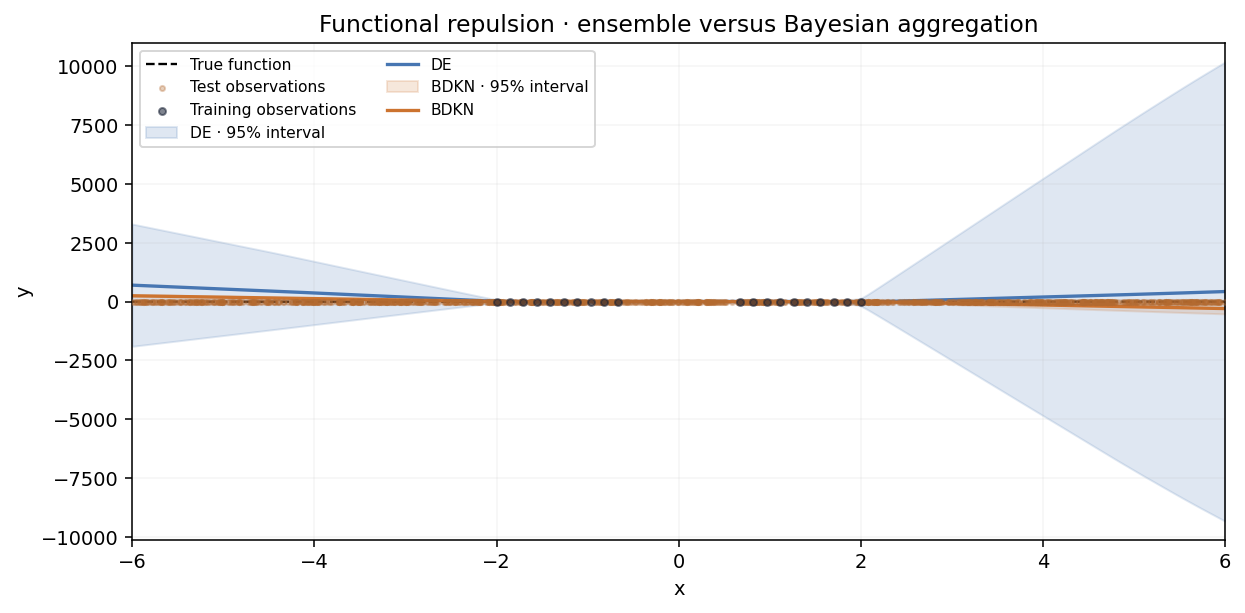 Functional repulsion · ensemble versus Bayesian aggregation
True function
Test observations
Training observations
DE · 95% interval
DE
BDKN · 95% interval
BDKN
10000
7500
5000
2500
0
−2500
−5000
−7500
−10000
y
−6
−4
−2
0
2
4
6
x